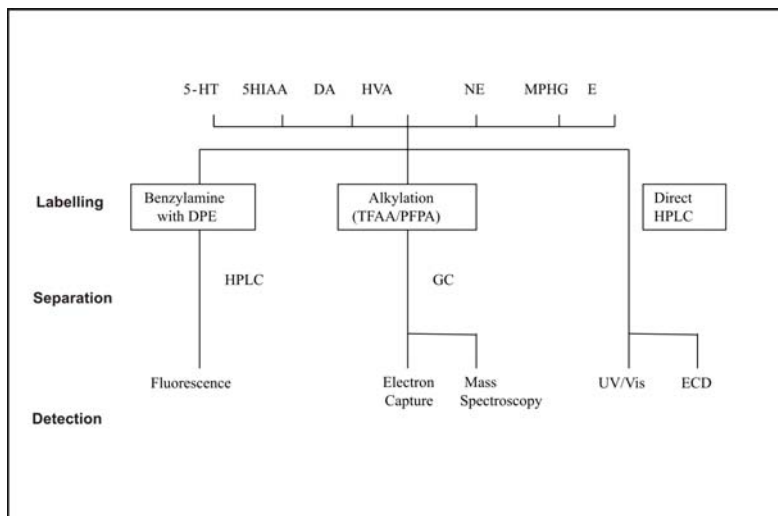 5-HT 5HIAA DA HVA NE MPHG E
Labelling
Benzylamine
with DPE
Alkylation
(TFAA/PFPA)
Direct
HPLC
Separation
HPLC
GC
Detection
Fluorescence
Electron
Capture
Mass
Spectroscopy
UV/Vis
ECD